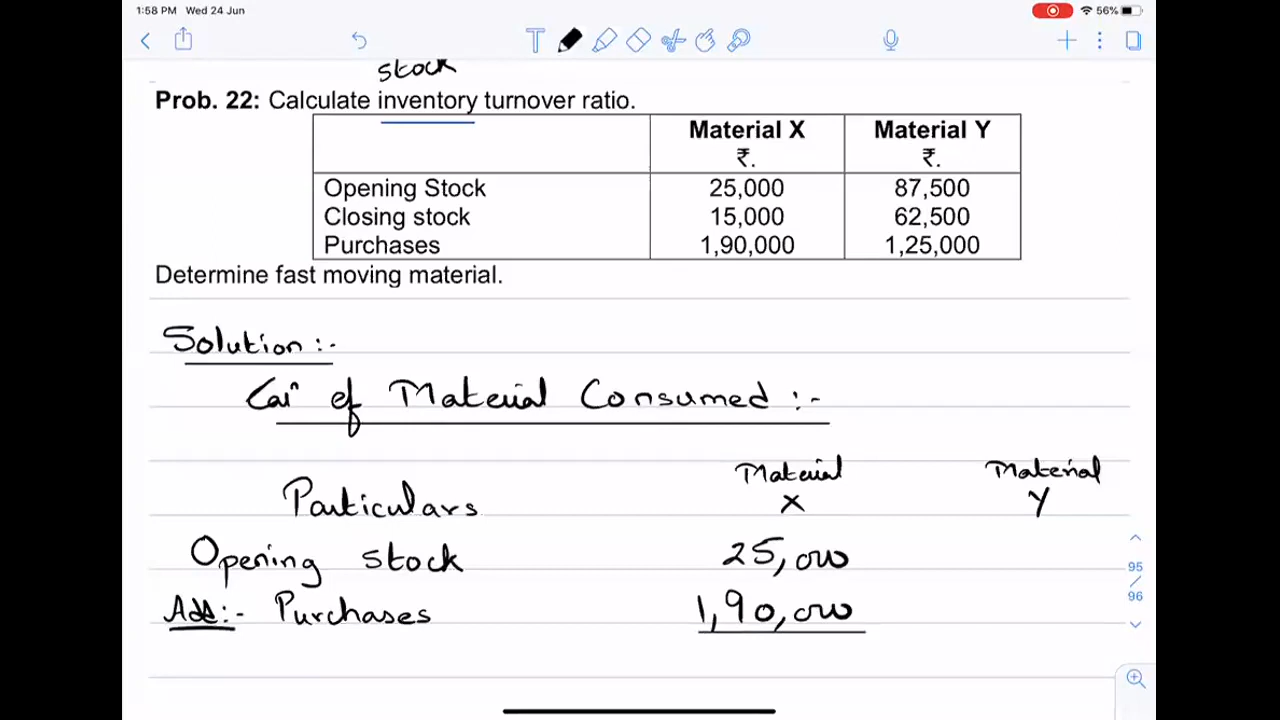 1:58 PM Wed 24 Jun
56%
stock
Prob. 22: Calculate inventory turnover ratio.
Material X Material Y
₹. ₹.
Opening Stock 25,000 87,500
Closing stock 15,000 62,500
Purchases 1,90,000 1,25,000
Determine fast moving material.
Solution :-
of Material Consumed :-
Particulars Material X Material Y
Opening stock 25,000
Add:- Purchases 1,90,000
95
/
96